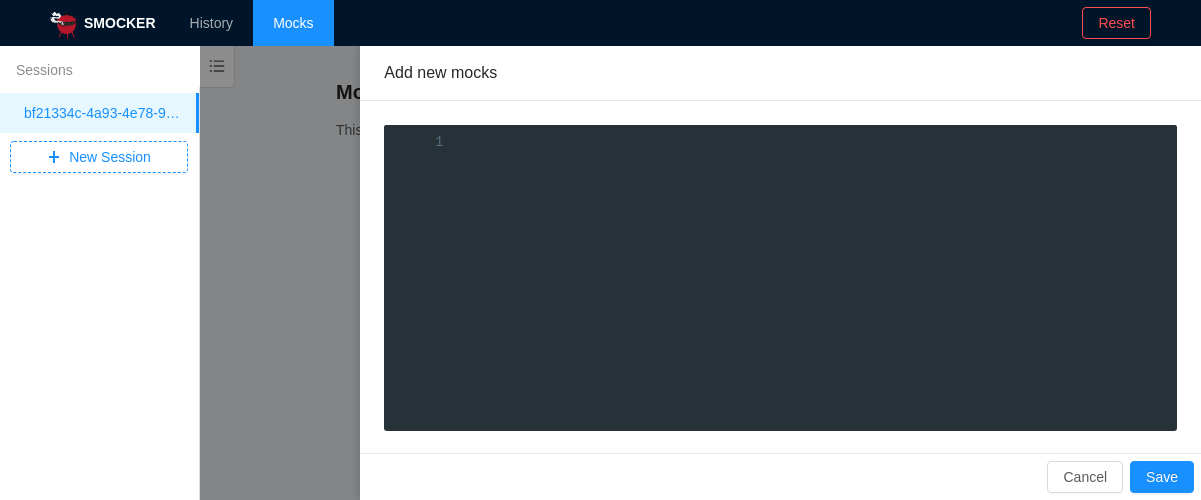 SMOCKER
History
Mocks
Reset
Sessions
bf21334c-4a93-4e78-9…
New Session
Mo
This
Add new mocks
1
Cancel
Save